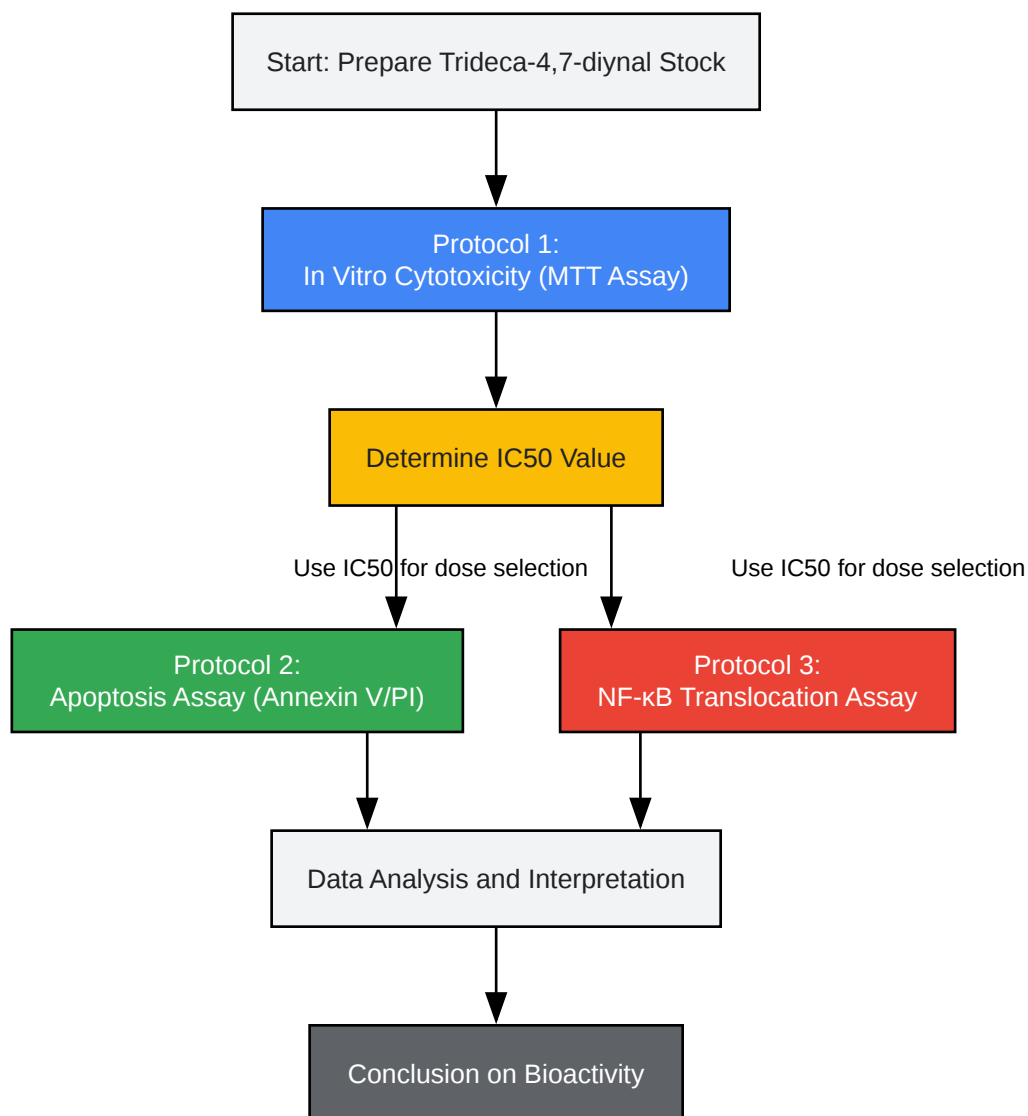 Start: Prepare Trideca-4,7-diynal Stock
Protocol 1:
In Vitro Cytotoxicity (MTT Assay)
Determine IC50 Value
Use IC50 for dose selection
Use IC50 for dose selection
Protocol 2:
Apoptosis Assay (Annexin V/PI)
Protocol 3:
NF-κB Translocation Assay
Data Analysis and Interpretation
Conclusion on Bioactivity